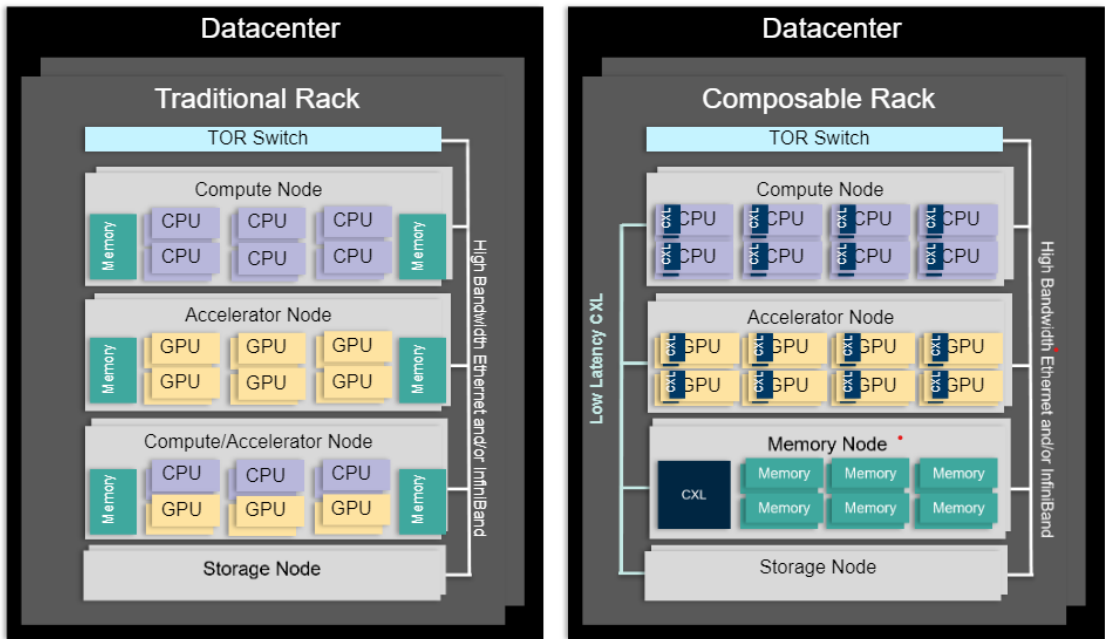 Datacenter
Traditional Rack
TOR Switch
Compute Node
Memory
CPU
CPU
CPU
CPU
CPU
CPU
Memory
Accelerator Node
Memory
GPU
GPU
GPU
GPU
GPU
GPU
Memory
Compute/Accelerator Node
Memory
CPU
CPU
CPU
GPU
GPU
GPU
Memory
Storage Node
High Bandwidth Ethernet and/or InfiniBand
Datacenter
Composable Rack
TOR Switch
Compute Node
CXL CPU
CXL CPU
CXL CPU
CXL CPU
CXL CPU
CXL CPU
CXL CPU
CXL CPU
Accelerator Node
CXL GPU
CXL GPU
CXL GPU
CXL GPU
CXL GPU
CXL GPU
CXL GPU
CXL GPU
Memory Node
CXL
Memory
Memory
Memory
Memory
Memory
Memory
Storage Node
Low Latency CXL
High Bandwidth Ethernet and/or InfiniBand